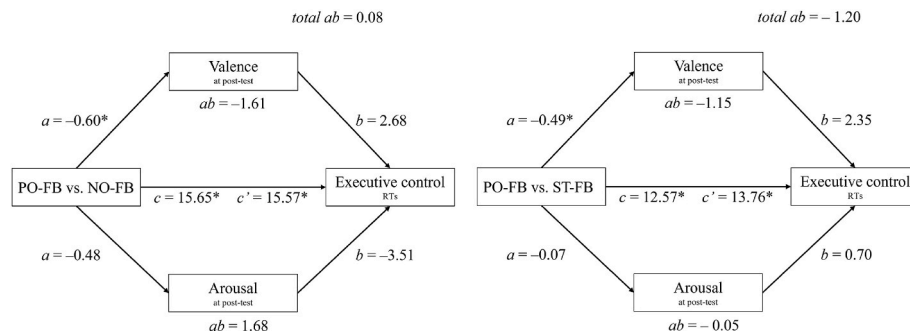 total ab = 0.08
Valence
at post-test
ab = –1.61
a = –0.60*
b = 2.68
PO-FB vs. NO-FB
c = 15.65*
c’ = 15.57*
Executive control
RTs
a = –0.48
b = –3.51
Arousal
at post-test
ab = 1.68
total ab = – 1.20
Valence
at post-test
ab = –1.15
a = –0.49*
b = 2.35
PO-FB vs. ST-FB
c = 12.57*
c’ = 13.76*
Executive control
RTs
a = –0.07
b = 0.70
Arousal
at post-test
ab = – 0.05